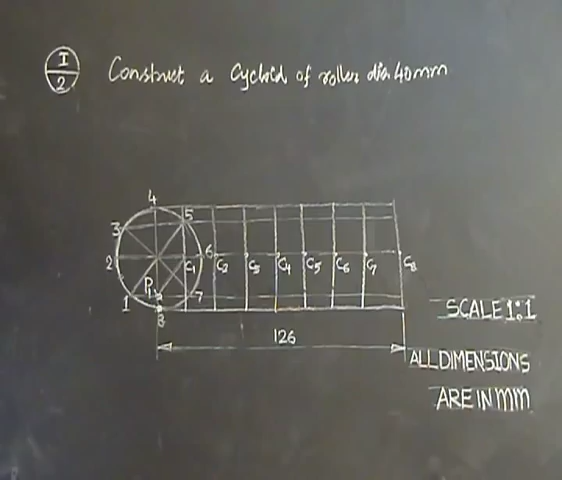 I
2
Construct a Cycloid of roller dia 40mm
4
3 5
2 6 C1 C2 C3 C4 C5 C6 C7 C8
1 P1 7
8
126
SCALE 1:1
ALL DIMENSIONS
ARE IN mm